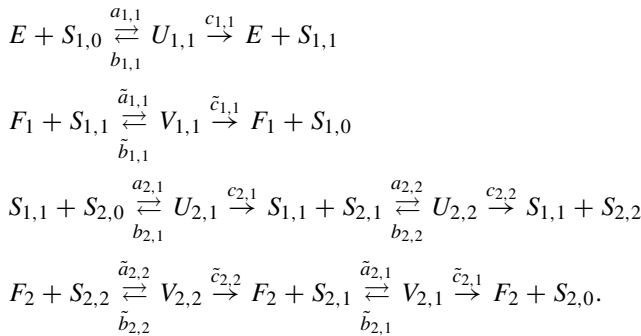 E + S_{1,0} \underset{b_{1,1}}{\overset{a_{1,1}}{\rightleftarrows}} U_{1,1} \overset{c_{1,1}}{\rightarrow} E + S_{1,1}
F_1 + S_{1,1} \underset{\tilde{b}_{1,1}}{\overset{\tilde{a}_{1,1}}{\rightleftarrows}} V_{1,1} \overset{\tilde{c}_{1,1}}{\rightarrow} F_1 + S_{1,0}
S_{1,1} + S_{2,0} \underset{b_{2,1}}{\overset{a_{2,1}}{\rightleftarrows}} U_{2,1} \overset{c_{2,1}}{\rightarrow} S_{1,1} + S_{2,1} \underset{b_{2,2}}{\overset{a_{2,2}}{\rightleftarrows}} U_{2,2} \overset{c_{2,2}}{\rightarrow} S_{1,1} + S_{2,2}
F_2 + S_{2,2} \underset{\tilde{b}_{2,2}}{\overset{\tilde{a}_{2,2}}{\rightleftarrows}} V_{2,2} \overset{\tilde{c}_{2,2}}{\rightarrow} F_2 + S_{2,1} \underset{\tilde{b}_{2,1}}{\overset{\tilde{a}_{2,1}}{\rightleftarrows}} V_{2,1} \overset{\tilde{c}_{2,1}}{\rightarrow} F_2 + S_{2,0}.